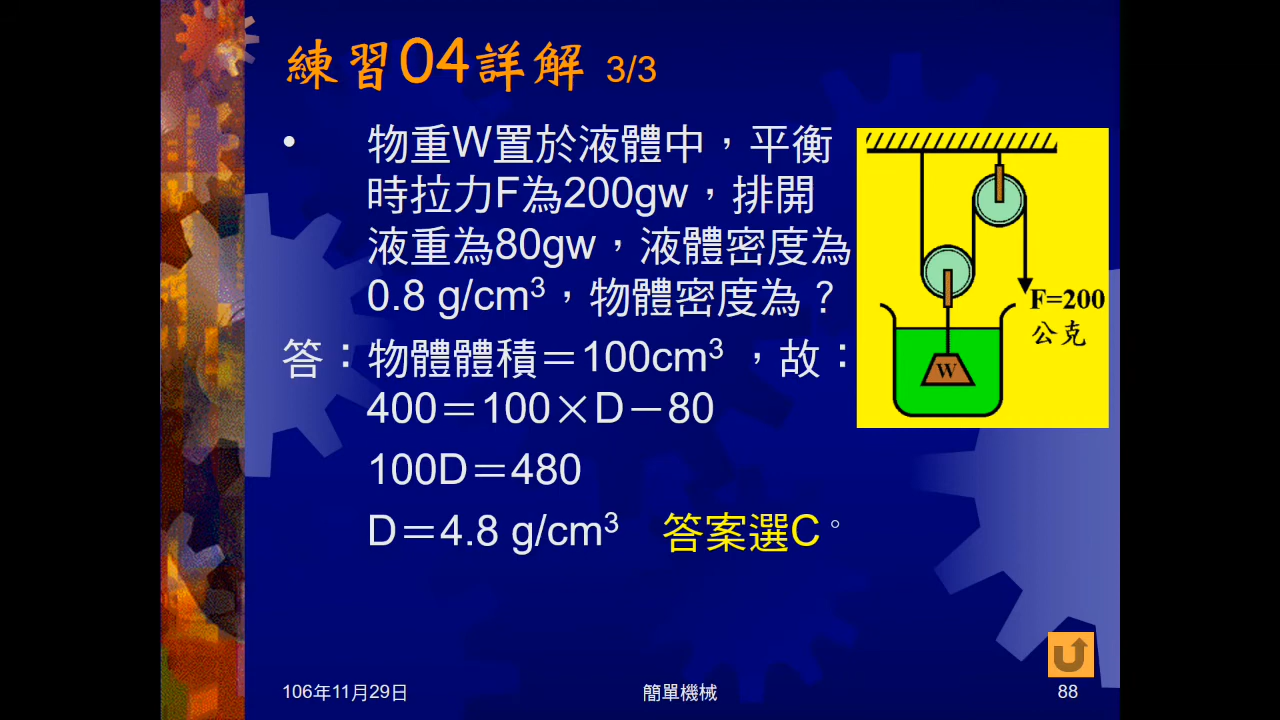 練習04詳解 3/3
• 物重W置於液體中，平衡
時拉力F為200gw，排開
液重為80gw，液體密度為
0.8 g/cm³，物體密度為？
答：物體體積＝100cm³ ，故：
400＝100×D－80
100D＝480
D＝4.8 g/cm³ 答案選C。
F=200
公克
W
106年11月29日
簡單機械
88